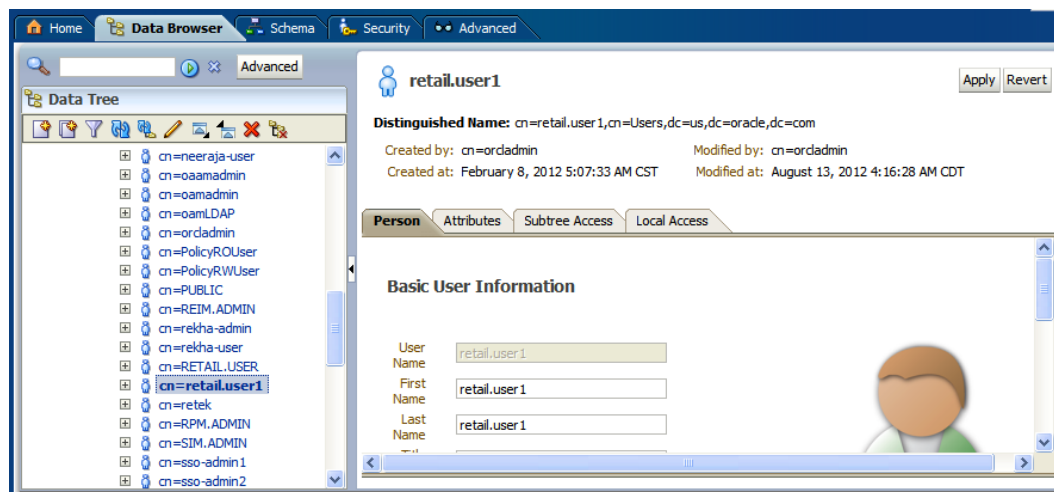 Home Data Browser Schema Security Advanced
Advanced
Data Tree
cn=neeraja-user
cn=oaamadmin
cn=oamadmin
cn=oamLDAP
cn=orcladmin
cn=PolicyROUser
cn=PolicyRWUser
cn=PUBLIC
cn=REIM.ADMIN
cn=rekha-admin
cn=rekha-user
cn=RETAIL.USER
cn=retail.user1
cn=retek
cn=RPM.ADMIN
cn=SIM.ADMIN
cn=sso-admin1
cn=sso-admin2
retail.user1
Apply Revert
Distinguished Name: cn=retail.user1,cn=Users,dc=us,dc=oracle,dc=com
Created by: cn=orcladmin Modified by: cn=orcladmin
Created at: February 8, 2012 5:07:33 AM CST Modified at: August 13, 2012 4:16:28 AM CDT
Person Attributes Subtree Access Local Access
Basic User Information
User
Name
retail.user1
First
Name
retail.user1
Last
Name
retail.user1